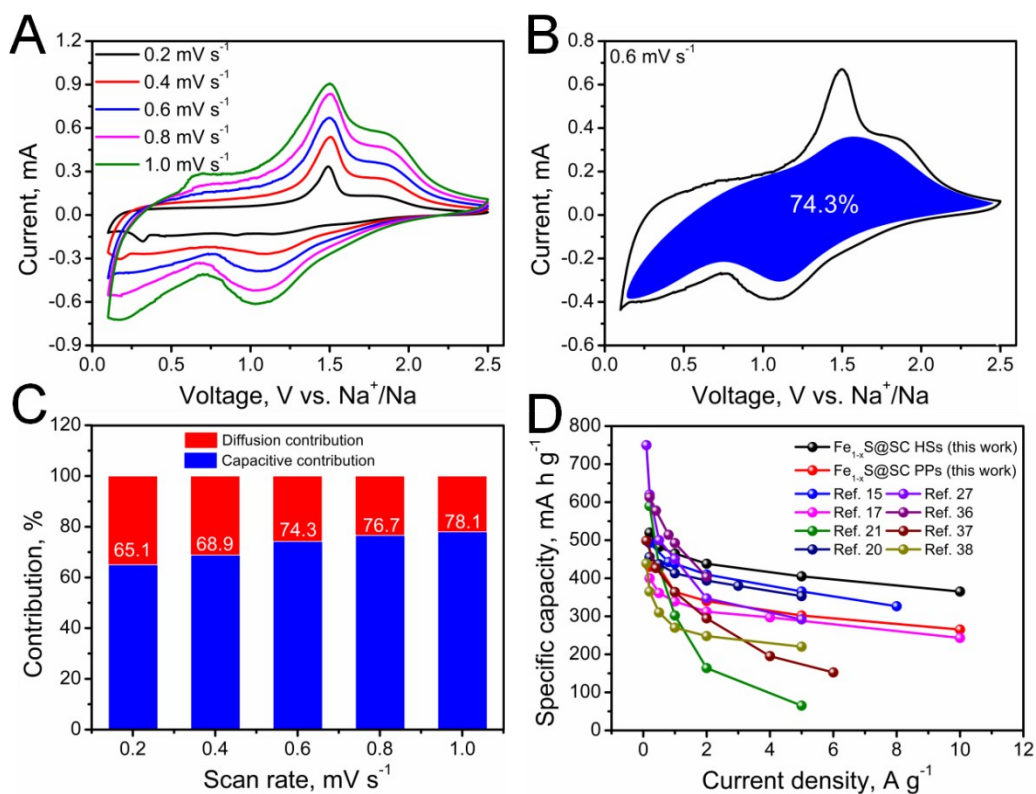 A
1.2
0.9
0.6
0.3
0.0
-0.3
-0.6
-0.9
Current, mA
0.2 mV s⁻¹
0.4 mV s⁻¹
0.6 mV s⁻¹
0.8 mV s⁻¹
1.0 mV s⁻¹
0.0 0.5 1.0 1.5 2.0 2.5
Voltage, V vs. Na⁺/Na
B
0.8
0.6
0.4
0.2
0.0
-0.2
-0.4
-0.6
Current, mA
0.6 mV s⁻¹
74.3%
0.0 0.5 1.0 1.5 2.0 2.5
Voltage, V vs. Na⁺/Na
C
120
100
80
60
40
20
0
Contribution, %
Diffusion contribution
Capacitive contribution
65.1 68.9 74.3 76.7 78.1
0.2 0.4 0.6 0.8 1.0
Scan rate, mV s⁻¹
D
800
700
600
500
400
300
200
100
0
Specific capacity, mA h g⁻¹
Fe₁₋ₓS@SC HSs (this work)
Fe₁₋ₓS@SC PPs (this work)
Ref. 15 Ref. 27
Ref. 17 Ref. 36
Ref. 21 Ref. 37
Ref. 20 Ref. 38
0 2 4 6 8 10 12
Current density, A g⁻¹